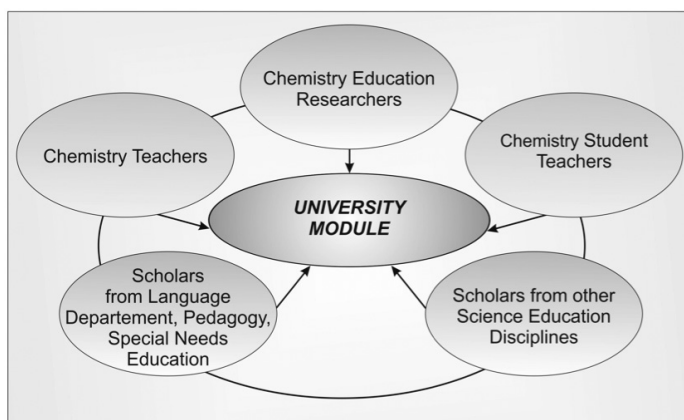 Chemistry Education
Researchers
Chemistry Teachers
Chemistry Student
Teachers
UNIVERSITY
MODULE
Scholars
from Language
Departement, Pedagogy,
Special Needs
Education
Scholars from other
Science Education
Disciplines